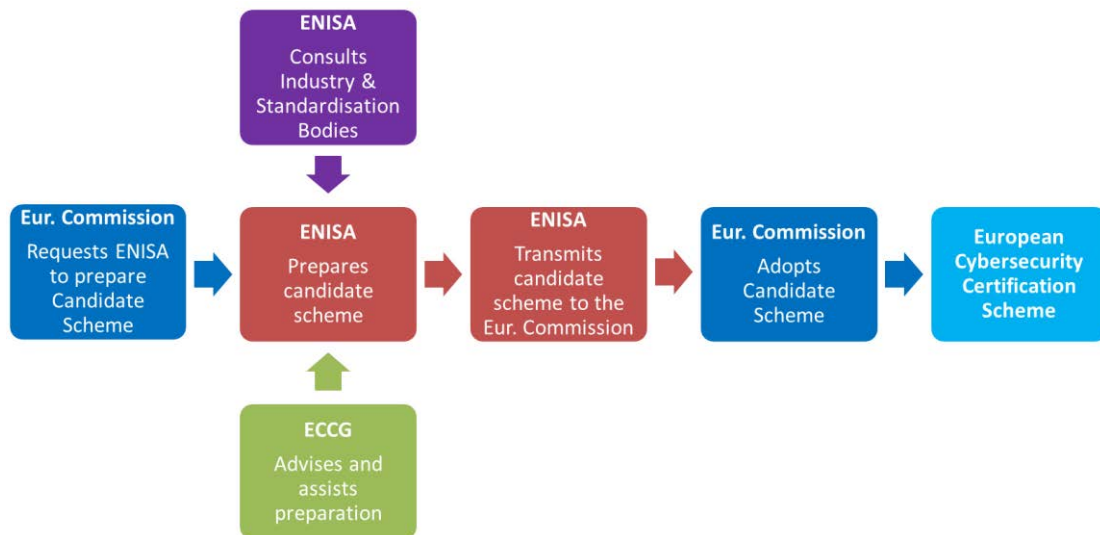 ENISA
Consults
Industry &
Standardisation
Bodies
Eur. Commission
Requests ENISA
to prepare
Candidate
Scheme
ENISA
Prepares
candidate
scheme
ENISA
Transmits
candidate
scheme to the
Eur. Commission
Eur. Commission
Adopts
Candidate
Scheme
European
Cybersecurity
Certification
Scheme
ECCG
Advises and
assists
preparation